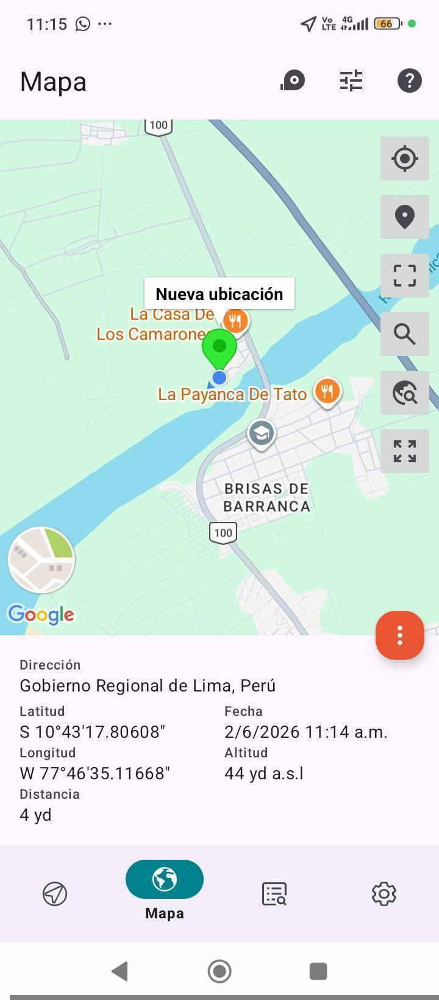 11:15
Vo LTE 4G 66
Mapa
100
Nueva ubicación
La Casa De
Los Camarone
La Payanca De Tato
BRISAS DE
BARRANCA
100
Google
Dirección
Gobierno Regional de Lima, Perú
Latitud
Fecha
S 10°43'17.80608"
2/6/2026 11:14 a.m.
Longitud
Altitud
W 77°46'35.11668"
44 yd a.s.l
Distancia
4 yd
Mapa